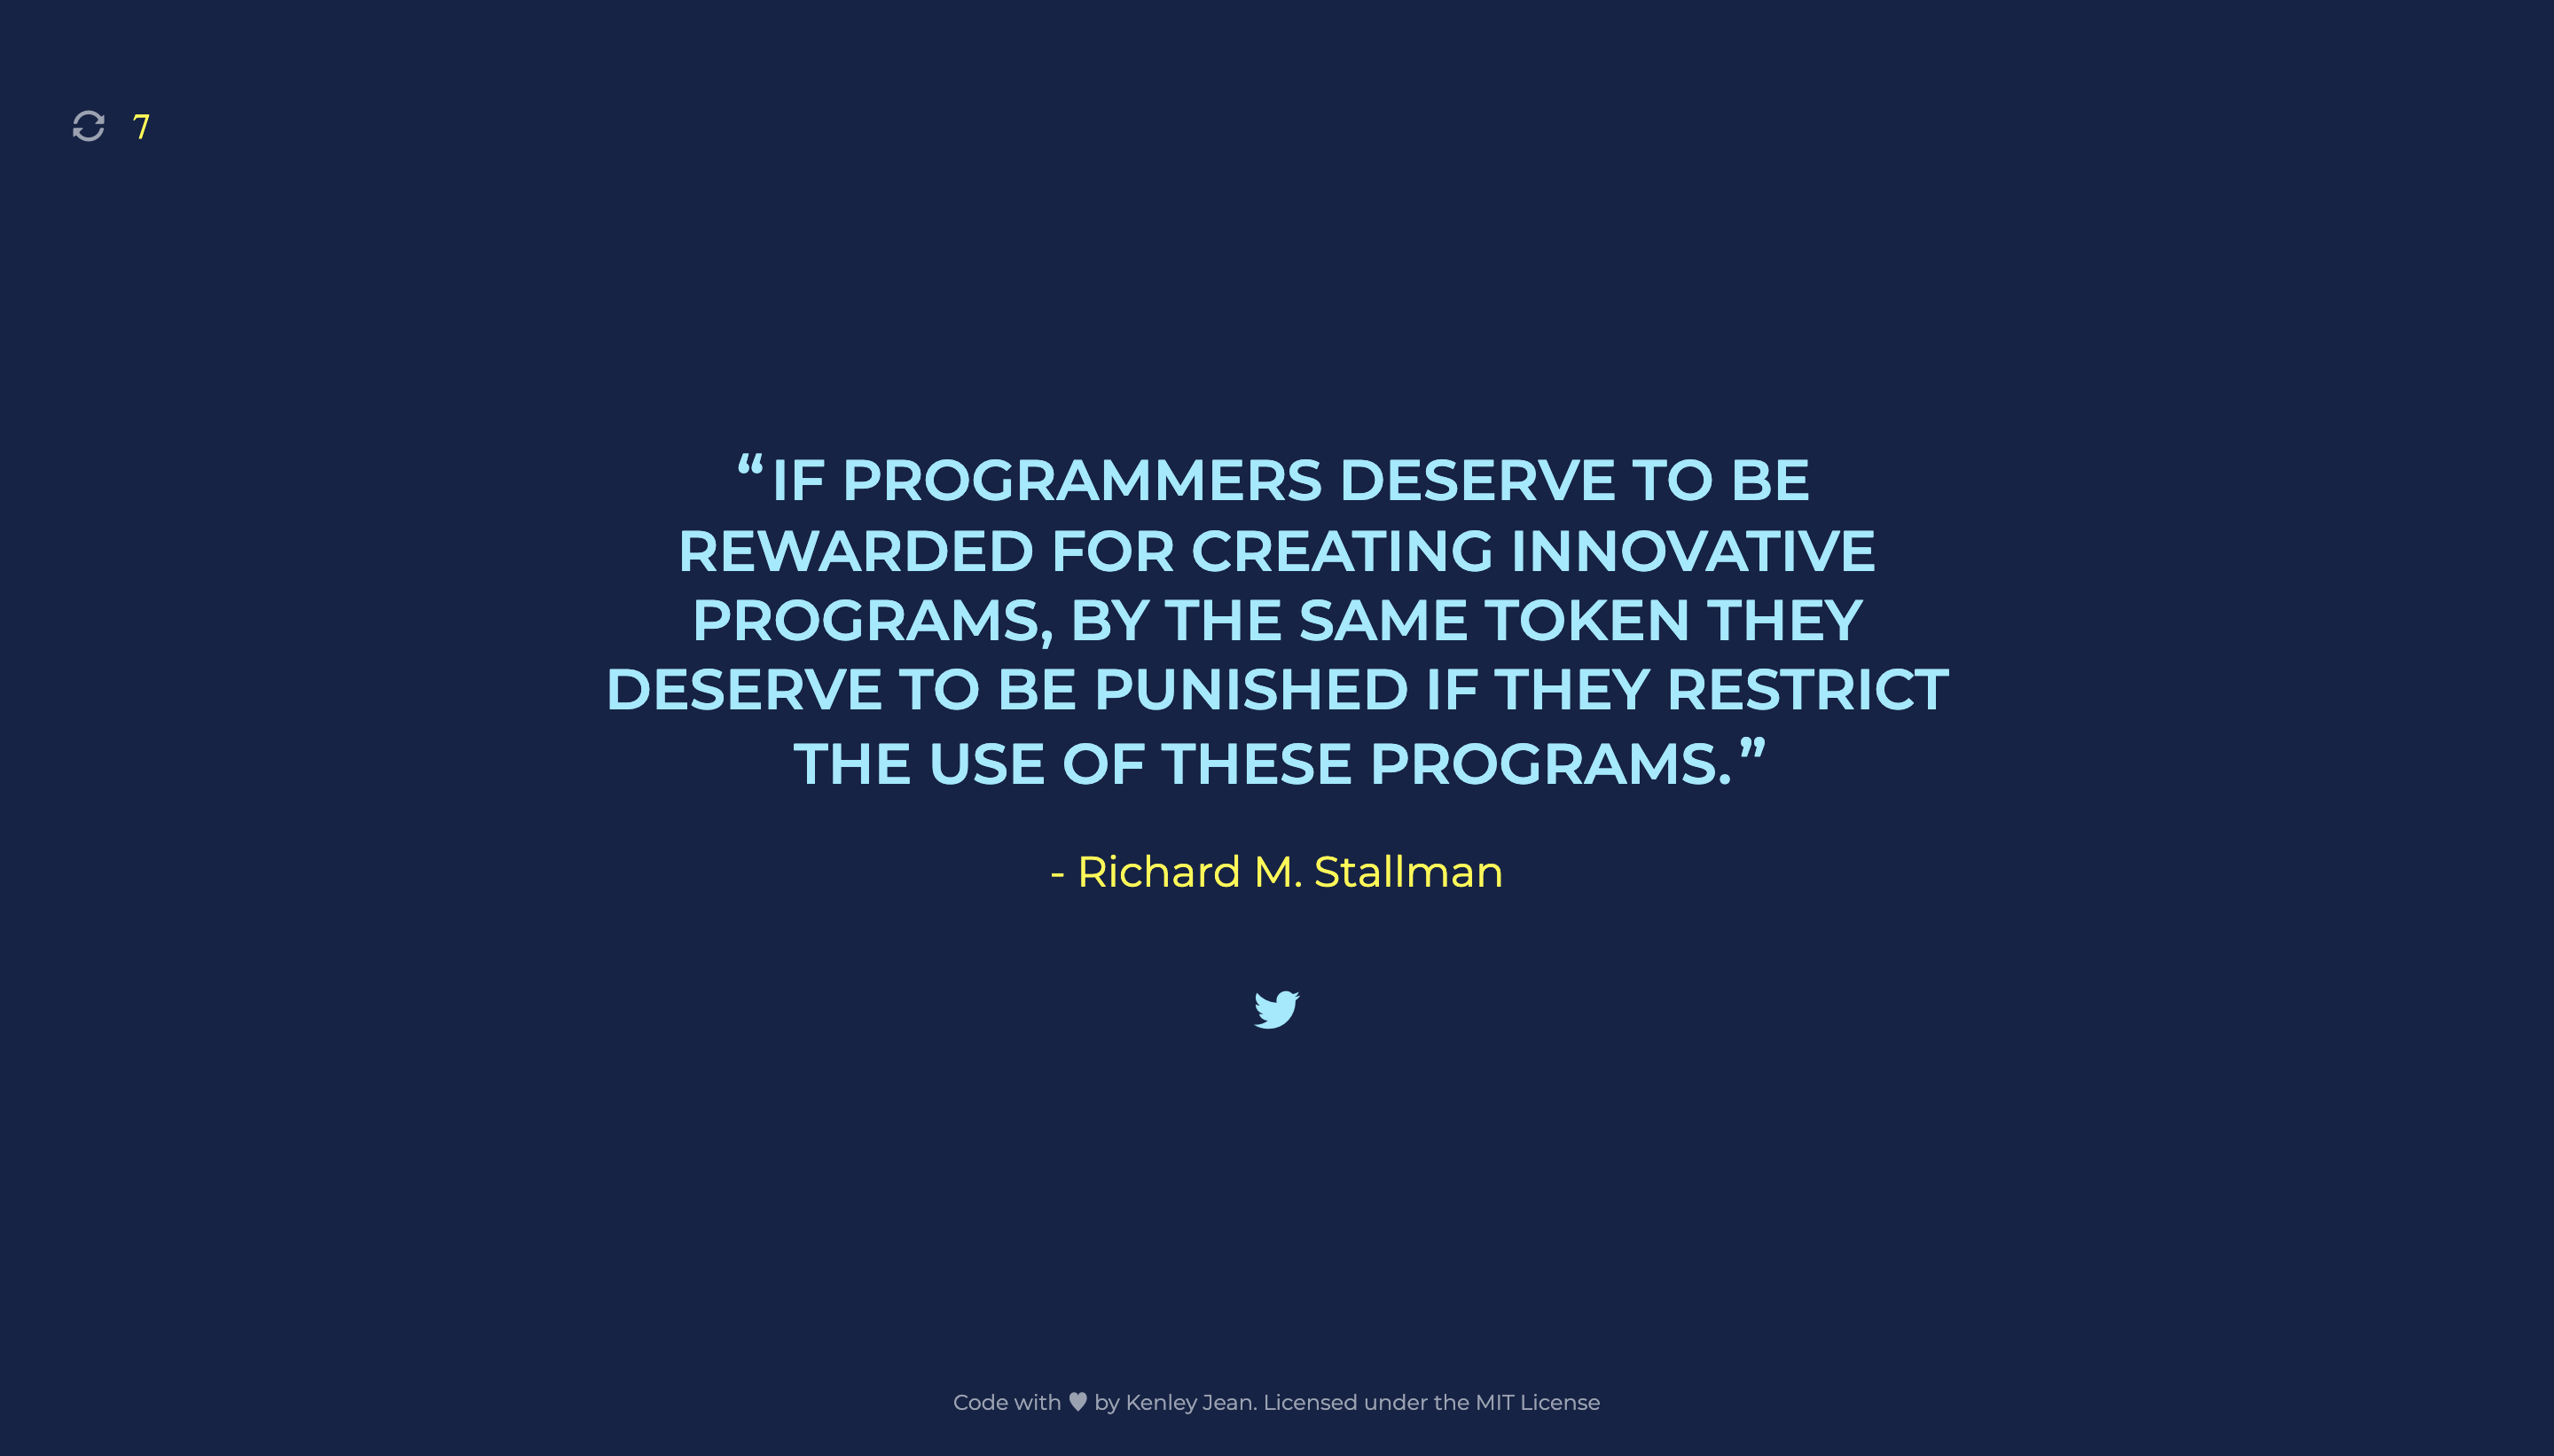 7
“IF PROGRAMMERS DESERVE TO BE
REWARDED FOR CREATING INNOVATIVE
PROGRAMS, BY THE SAME TOKEN THEY
DESERVE TO BE PUNISHED IF THEY RESTRICT
THE USE OF THESE PROGRAMS.”
- Richard M. Stallman
Code with ♥ by Kenley Jean. Licensed under the MIT License